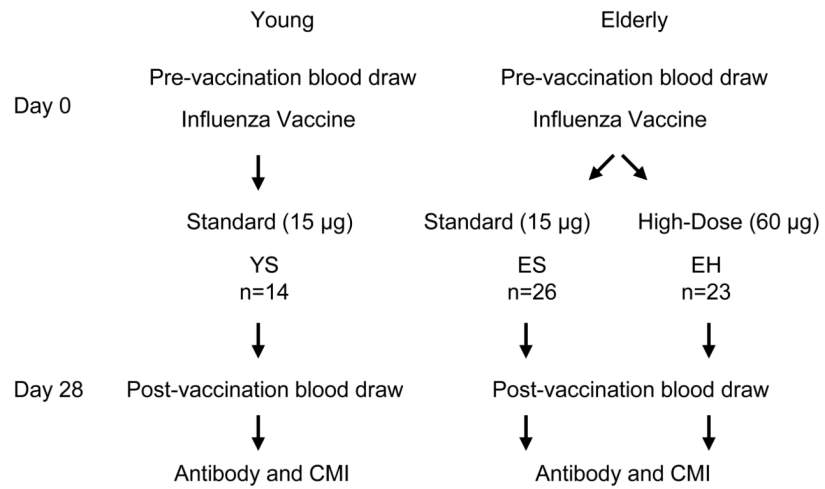 Young Elderly
Pre-vaccination blood draw Pre-vaccination blood draw
Day 0
Influenza Vaccine Influenza Vaccine
Standard (15 µg) Standard (15 µg) High-Dose (60 µg)
YS ES EH
n=14 n=26 n=23
Day 28 Post-vaccination blood draw Post-vaccination blood draw
Antibody and CMI Antibody and CMI